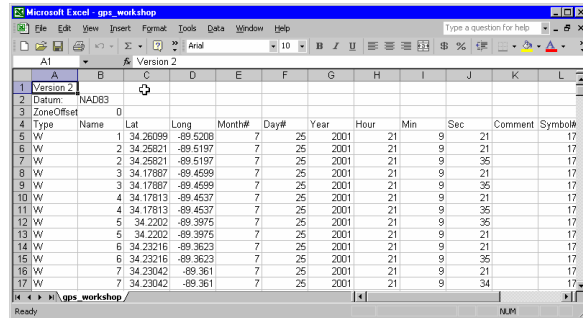 Microsoft Excel - gps_workshop
File Edit View Insert Format Tools Data Window Help Type a question for help
Arial 10 B I U $ % A
A1 fx Version 2
A B C D E F G H I J K L
1 Version 2
2 Datum: NAD83
3 ZoneOffset 0
4 Type Name Lat Long Month# Day# Year Hour Min Sec Comment Symbol#
5 W 1 34.26099 -89.5208 7 25 2001 21 9 21 17
6 W 2 34.25821 -89.5197 7 25 2001 21 9 21 17
7 W 2 34.25821 -89.5197 7 25 2001 21 9 35 17
8 W 3 34.17887 -89.4599 7 25 2001 21 9 21 17
9 W 3 34.17887 -89.4599 7 25 2001 21 9 35 17
10 W 4 34.17813 -89.4537 7 25 2001 21 9 21 17
11 W 4 34.17813 -89.4537 7 25 2001 21 9 35 17
12 W 5 34.2202 -89.3975 7 25 2001 21 9 35 17
13 W 5 34.2202 -89.3975 7 25 2001 21 9 21 17
14 W 6 34.23216 -89.3623 7 25 2001 21 9 21 17
15 W 6 34.23216 -89.3623 7 25 2001 21 9 35 17
16 W 7 34.23042 -89.361 7 25 2001 21 9 21 17
17 W 7 34.23042 -89.361 7 25 2001 21 9 34 17
gps_workshop
Ready NUM